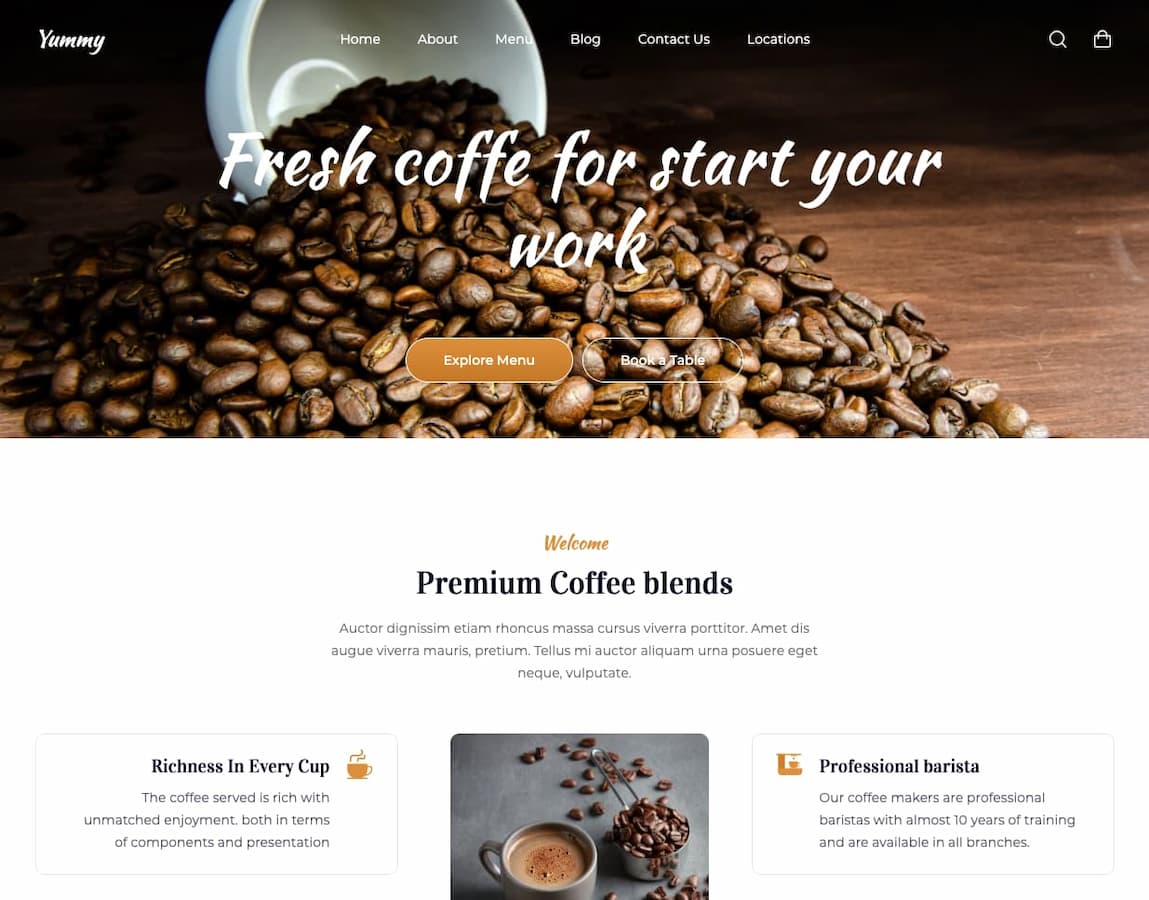 Yummy
Home About Menu Blog Contact Us Locations
Fresh coffe for start your
work
Explore Menu Book a Table
Welcome
Premium Coffee blends
Auctor dignissim etiam rhoncus massa cursus viverra porttitor. Amet dis
augue viverra mauris, pretium. Tellus mi auctor aliquam urna posuere eget
neque, vulputate.
Richness In Every Cup
The coffee served is rich with
unmatched enjoyment. both in terms
of components and presentation
Professional barista
Our coffee makers are professional
baristas with almost 10 years of training
and are available in all branches.